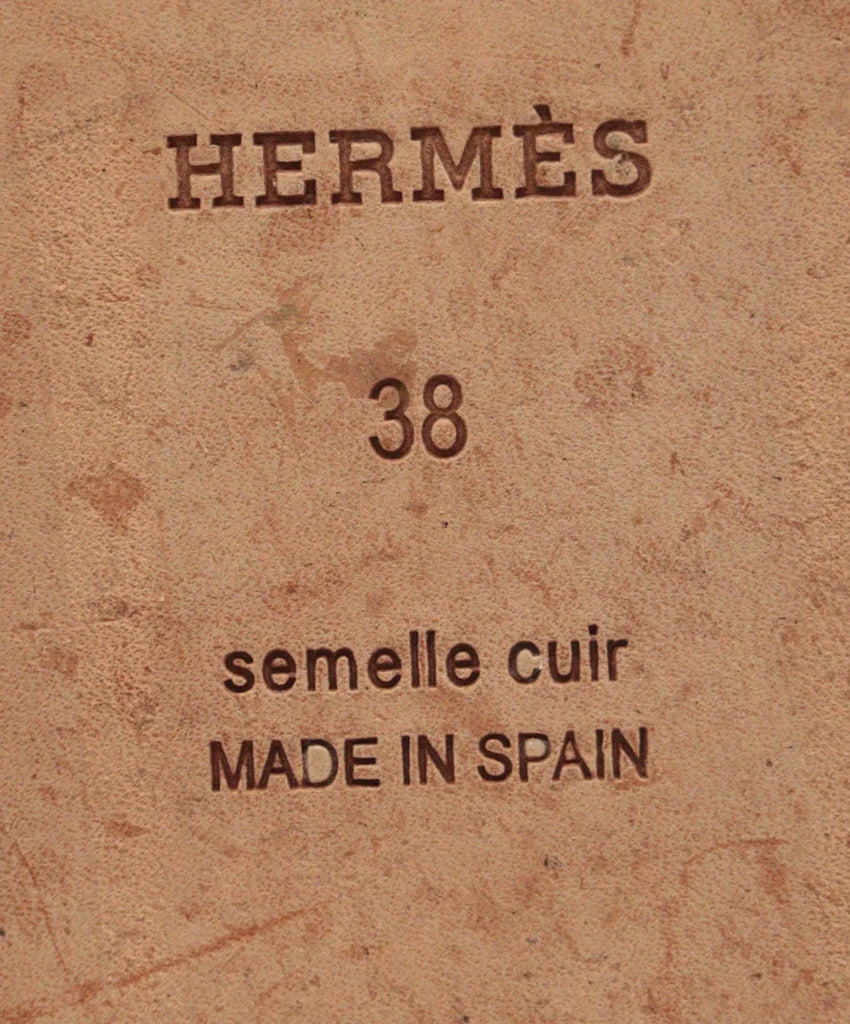 HERMÈS
38
semelle cuir
MADE IN SPAIN